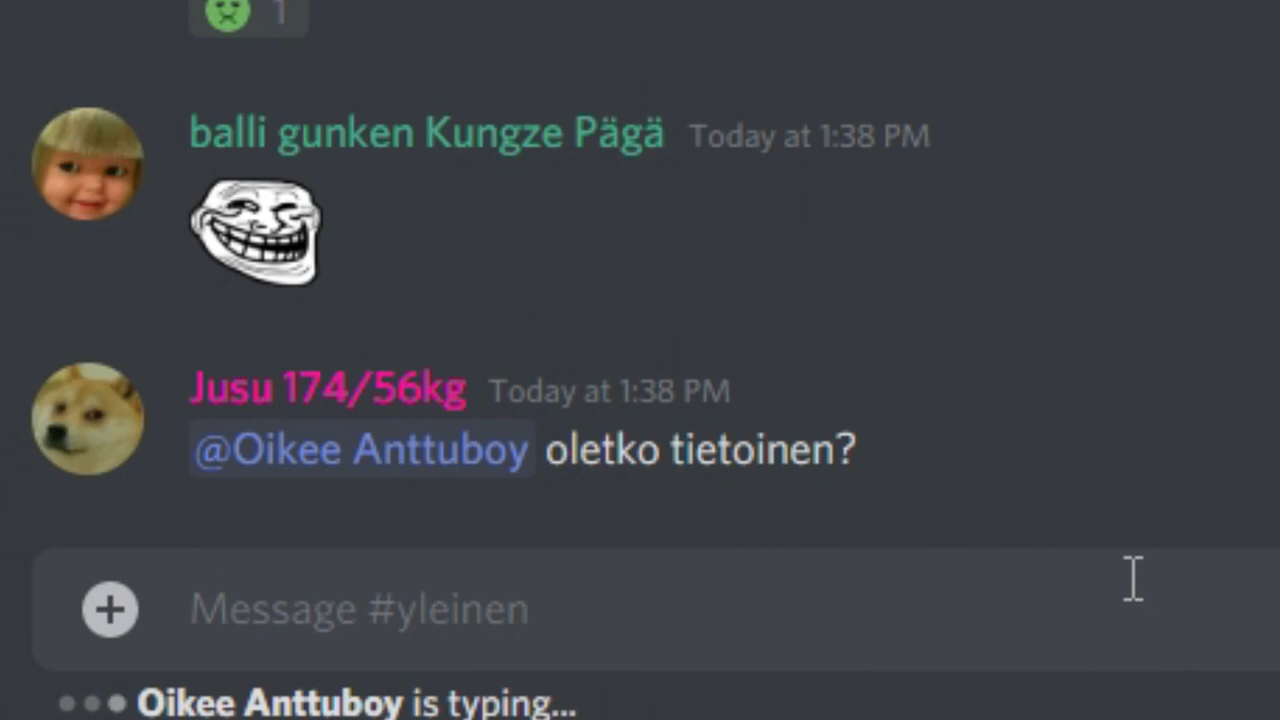 1
balli gunken Kungze Pägä Today at 1:38 PM
Jusu 174/56kg Today at 1:38 PM
@Oikee Anttuboy oletko tietoinen?
Message #yleinen
Oikee Anttuboy is typing...